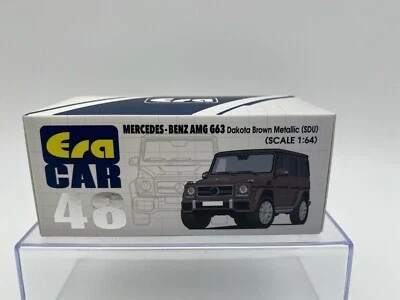 MERCEDES-BENZ AMG G63 Dakota Brown Metallic (SDU)
(SCALE 1:64)
Era
CAR
48